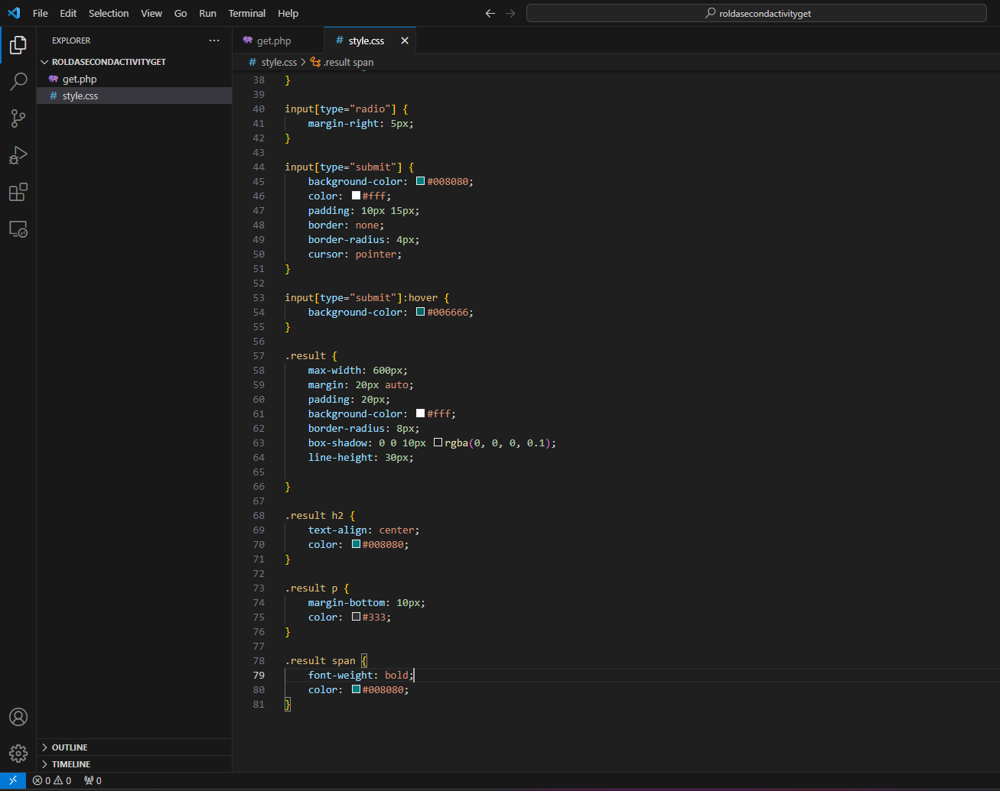 File Edit Selection View Go Run Terminal Help
roldasecondactivityget
EXPLORER
ROLDASECONDACTIVITYGET
get.php
# style.css
get.php
# style.css
# style.css > .result span
38 }
39
40 input[type="radio"] {
41 margin-right: 5px;
42 }
43
44 input[type="submit"] {
45 background-color: #008080;
46 color: #fff;
47 padding: 10px 15px;
48 border: none;
49 border-radius: 4px;
50 cursor: pointer;
51 }
52
53 input[type="submit"]:hover {
54 background-color: #006666;
55 }
56
57 .result {
58 max-width: 600px;
59 margin: 20px auto;
60 padding: 20px;
61 background-color: #fff;
62 border-radius: 8px;
63 box-shadow: 0 0 10px rgba(0, 0, 0, 0.1);
64 line-height: 30px;
65
66 }
67
68 .result h2 {
69 text-align: center;
70 color: #008080;
71 }
72
73 .result p {
74 margin-bottom: 10px;
75 color: #333;
76 }
77
78 .result span {
79 font-weight: bold;
80 color: #008080;
81 }
OUTLINE
TIMELINE
0 0 0